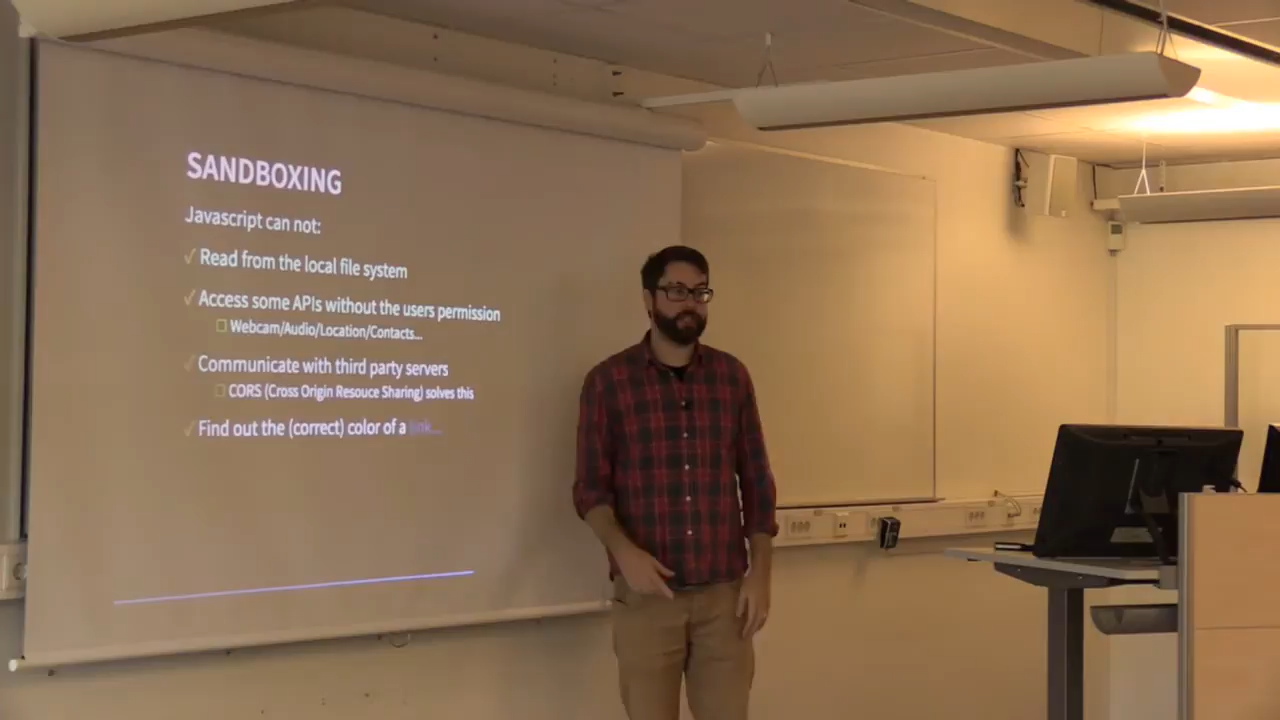 SANDBOXING
Javascript can not:
Read from the local file system
Access some APIs without the users permission
Webcam/Audio/Location/Contacts...
Communicate with third party servers
CORS (Cross Origin Resouce Sharing) solves this
Find out the (correct) color of a link...